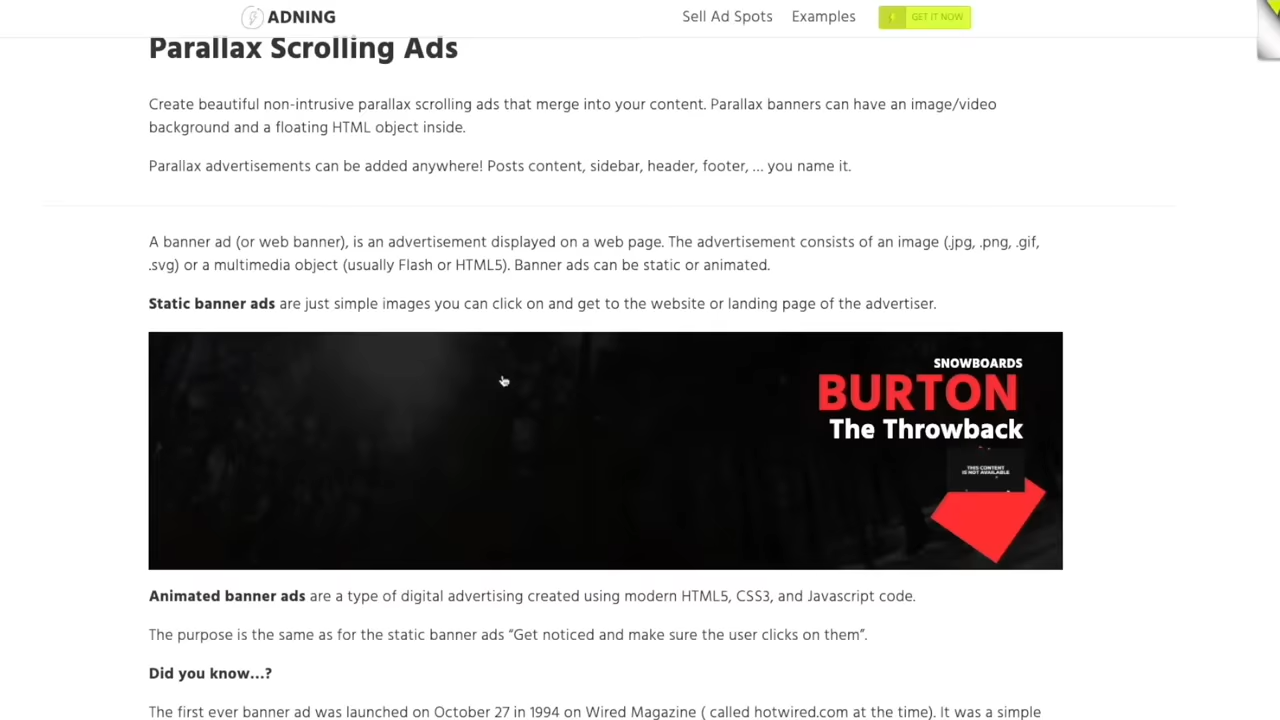 ADNING
Sell Ad Spots
Examples
GET IT NOW
Parallax Scrolling Ads
Create beautiful non-intrusive parallax scrolling ads that merge into your content. Parallax banners can have an image/video
background and a floating HTML object inside.
Parallax advertisements can be added anywhere! Posts content, sidebar, header, footer, ... you name it.
A banner ad (or web banner), is an advertisement displayed on a web page. The advertisement consists of an image (.jpg, .png, .gif,
.svg) or a multimedia object (usually Flash or HTML5). Banner ads can be static or animated.
Static banner ads are just simple images you can click on and get to the website or landing page of the advertiser.
SNOWBOARDS
BURTON
The Throwback
THIS CONTENT
IS NOT AVAILABLE
Animated banner ads are a type of digital advertising created using modern HTML5, CSS3, and Javascript code.
The purpose is the same as for the static banner ads “Get noticed and make sure the user clicks on them”.
Did you know...?
The first ever banner ad was launched on October 27 in 1994 on Wired Magazine ( called hotwired.com at the time). It was a simple